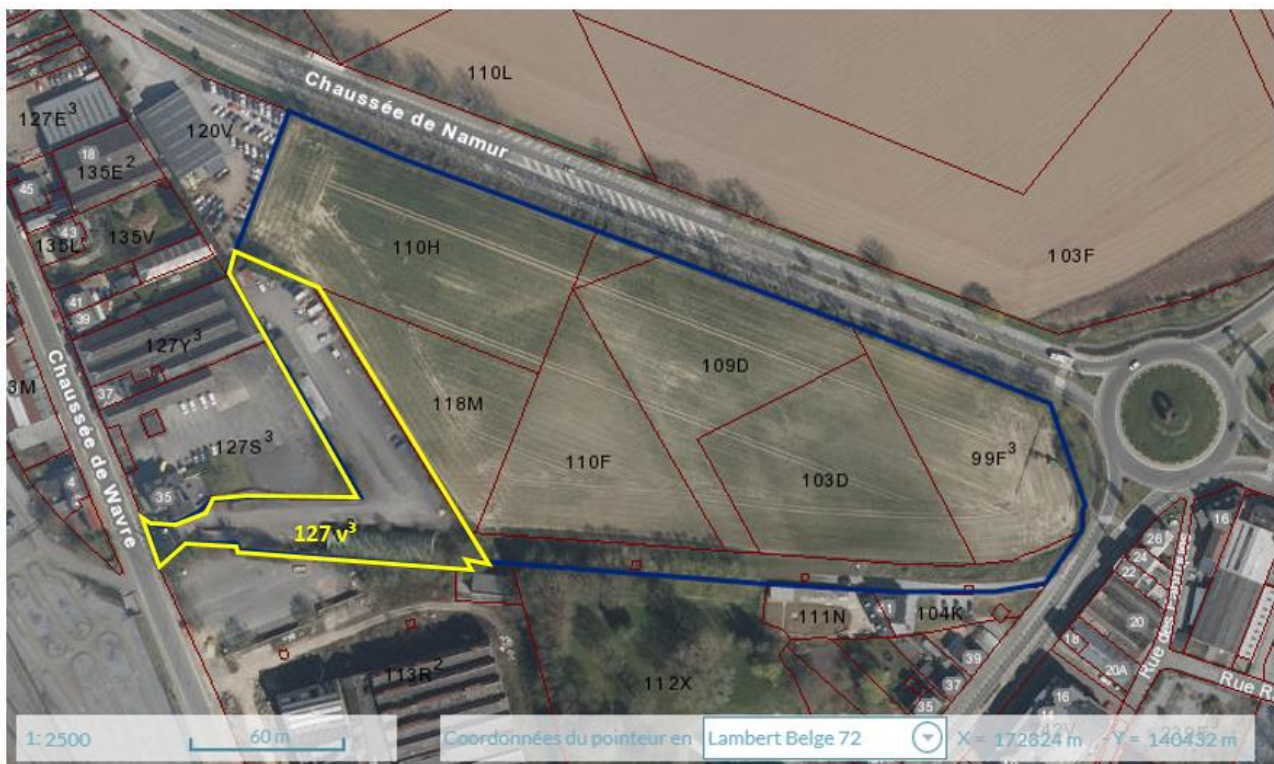 110L
Chaussée de Namur
127E³
120V
18
135E²
45
43
135L
135V
110H
103F
41
39
127Y³
109D
3M
37
118M
Chaussée de Wavre
127S³
110F
103D
99F³
4
35
127 v³
16
26
24
22
111N
104K
20
18
Rue des
39
20A
113R²
112X
37
35
16
Rue R
1:2500
60 m
Coordonnées du pointeur en
Lambert Belge 72
X = 172824 m - Y = 140432 m